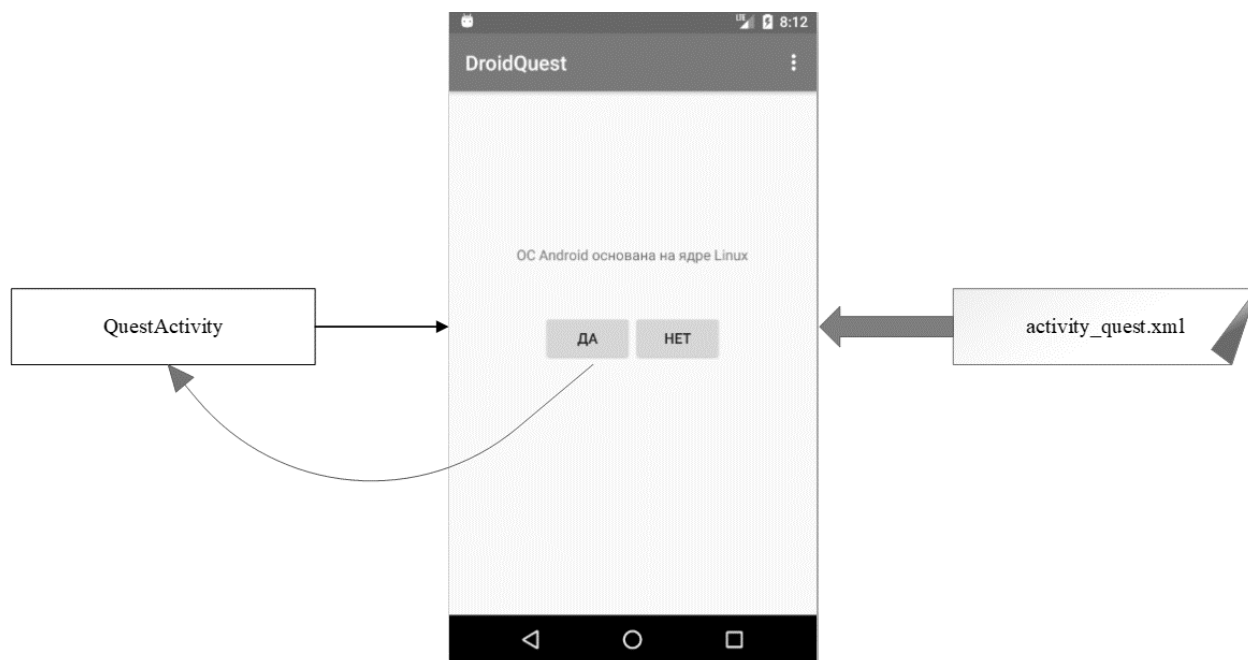 8:12
DroidQuest
ОС Android основана на ядре Linux
QuestActivity
ДА НЕТ
activity_quest.xml